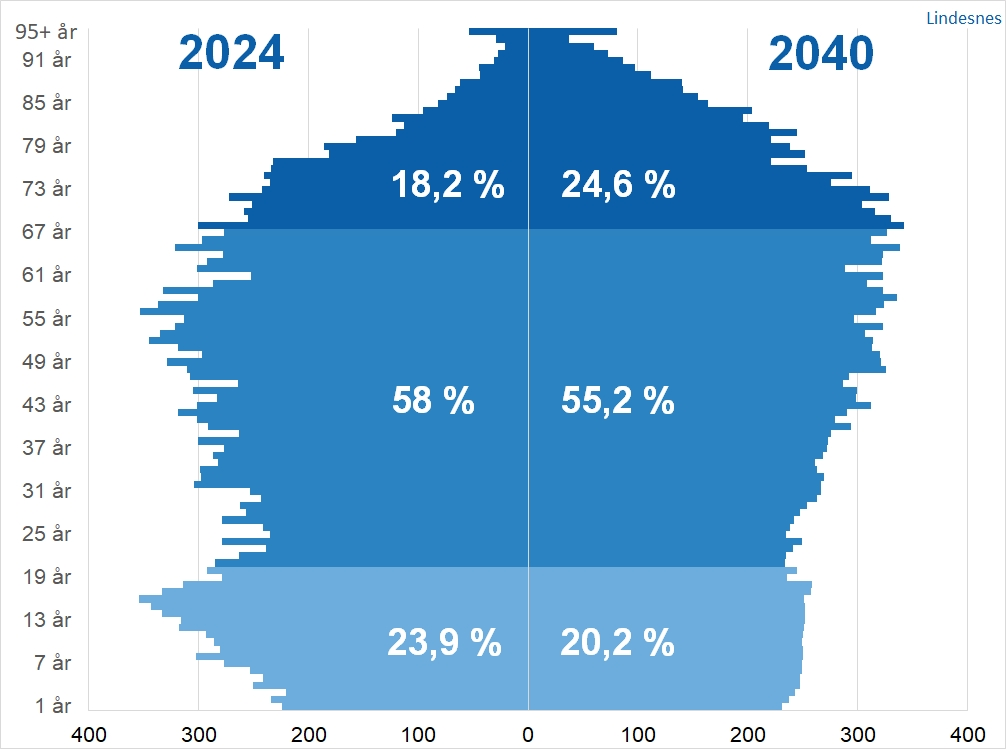 Lindesnes
2024
2040
95+ år
91 år
85 år
79 år
73 år
67 år
61 år
55 år
49 år
43 år
37 år
31 år
25 år
19 år
13 år
7 år
1 år
18,2 %
24,6 %
58 %
55,2 %
23,9 %
20,2 %
400 300 200 100 0 100 200 300 400